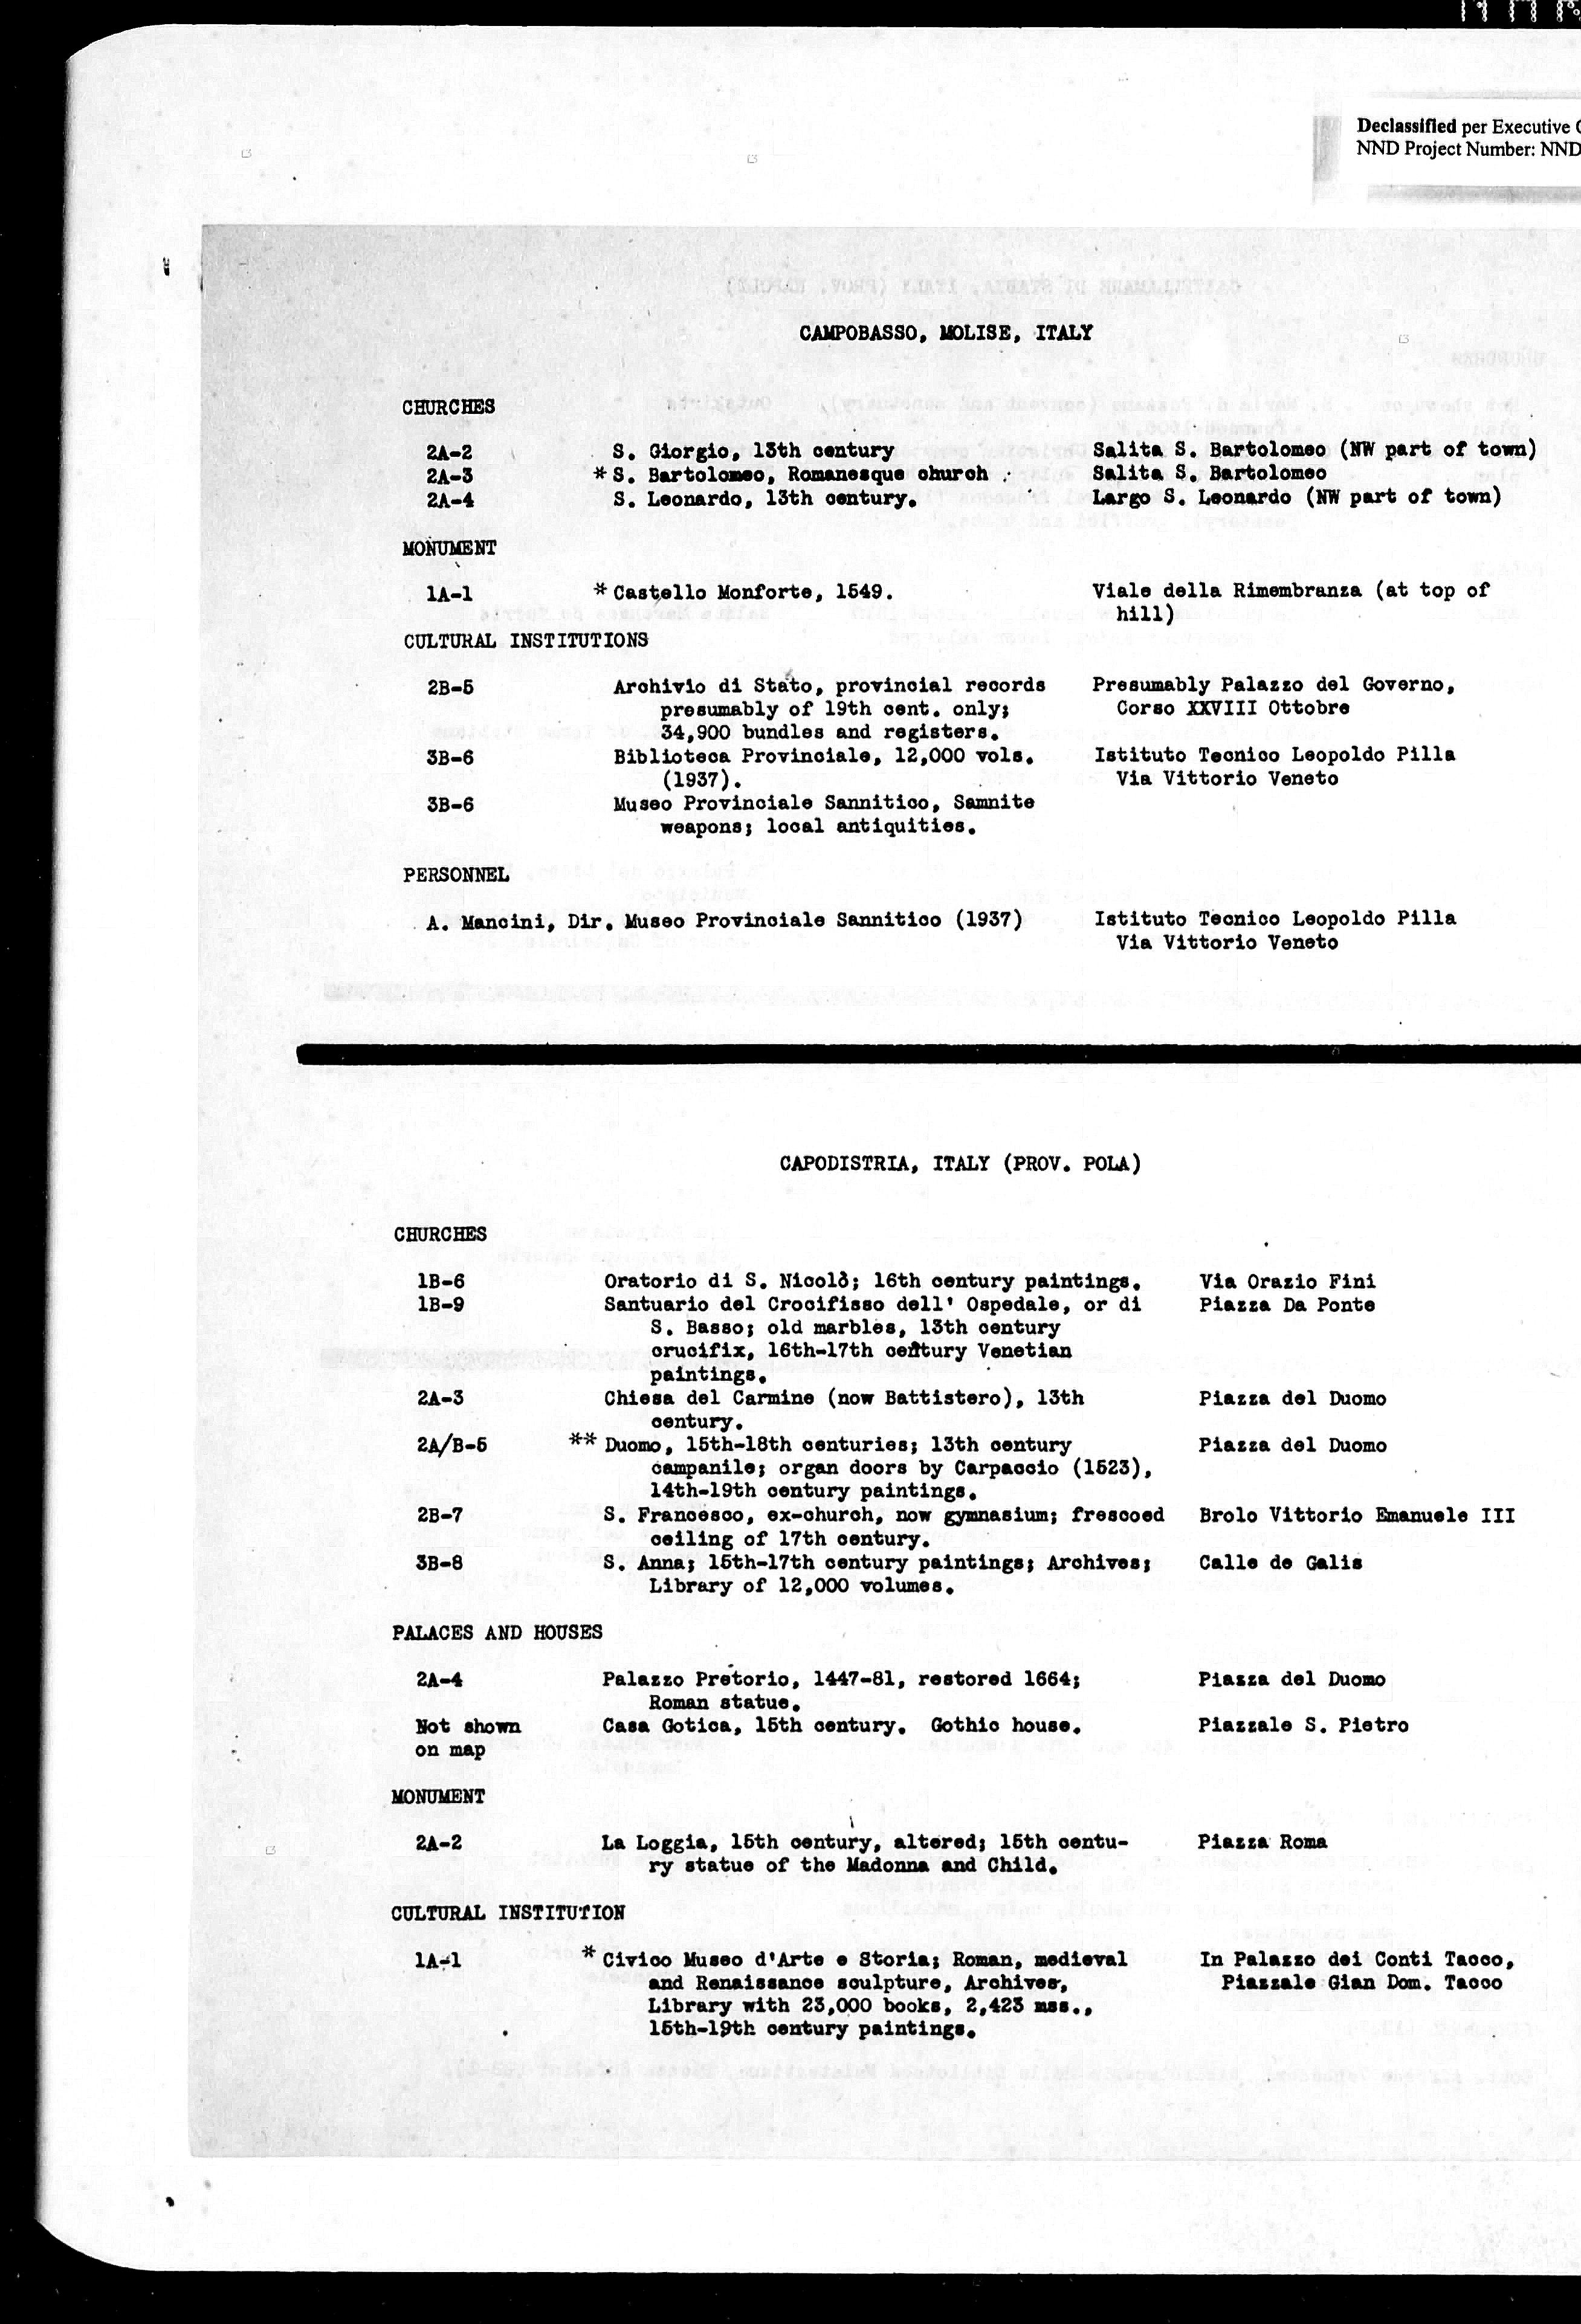 Declassified per Executive
NND Project Number: NND
CAMPOBASSO, MOLISE, ITALY
CHURCHES
2A-2 S. Giorgio, 13th century Salita S. Bartolomeo (NW part of town)
2A-3 *S. Bartolomeo, Romanesque church Salita S. Bartolomeo
2A-4 S. Leonardo, 13th century. Largo S. Leonardo (NW part of town)
MONUMENT
1A-1 *Castello Monforte, 1549. Viale della Rimembranza (at top of
hill)
CULTURAL INSTITUTIONS
2B-5 Archivio di Stato, provincial records Presumably Palazzo del Governo,
presumably of 19th cent. only; Corso XXVIII Ottobre
34,900 bundles and registers.
3B-6 Biblioteca Provinciale, 12,000 vols. Istituto Tecnico Leopoldo Pilla
(1937). Via Vittorio Veneto
3B-6 Museo Provinciale Sannitico, Samnite
weapons; local antiquities.
PERSONNEL
A. Mancini, Dir. Museo Provinciale Sannitico (1937) Istituto Tecnico Leopoldo Pilla
Via Vittorio Veneto
CAPODISTRIA, ITALY (PROV. POLA)
CHURCHES
1B-6 Oratorio di S. Nicolò; 16th century paintings. Via Orazio Fini
1B-9 Santuario del Crocifisso dell' Ospedale, or di Piazza Da Ponte
S. Basso; old marbles, 13th century
crucifix, 16th-17th century Venetian
paintings.
2A-3 Chiesa del Carmine (now Battistero), 13th Piazza del Duomo
century.
2A/B-5 ** Duomo, 15th-18th centuries; 13th century Piazza del Duomo
campanile; organ doors by Carpaccio (1523),
14th-19th century paintings.
2B-7 S. Francesco, ex-church, now gymnasium; frescoed Brolo Vittorio Emanuele III
ceiling of 17th century.
3B-8 S. Anna; 15th-17th century paintings; Archives; Calle de Galis
Library of 12,000 volumes.
PALACES AND HOUSES
2A-4 Palazzo Pretorio, 1447-81, restored 1664; Piazza del Duomo
Roman statue.
Not shown Casa Gotica, 15th century. Gothic house. Piazzale S. Pietro
on map
MONUMENT
2A-2 La Loggia, 15th century, altered; 15th centu- Piazza Roma
ry statue of the Madonna and Child.
CULTURAL INSTITUTION
1A-1 * Civico Museo d'Arte e Storia; Roman, medieval In Palazzo dei Conti Tacco,
and Renaissance sculpture, Archives, Piazzale Gian Dom. Tacco
Library with 23,000 books, 2,423 mss.,
15th-19th century paintings.